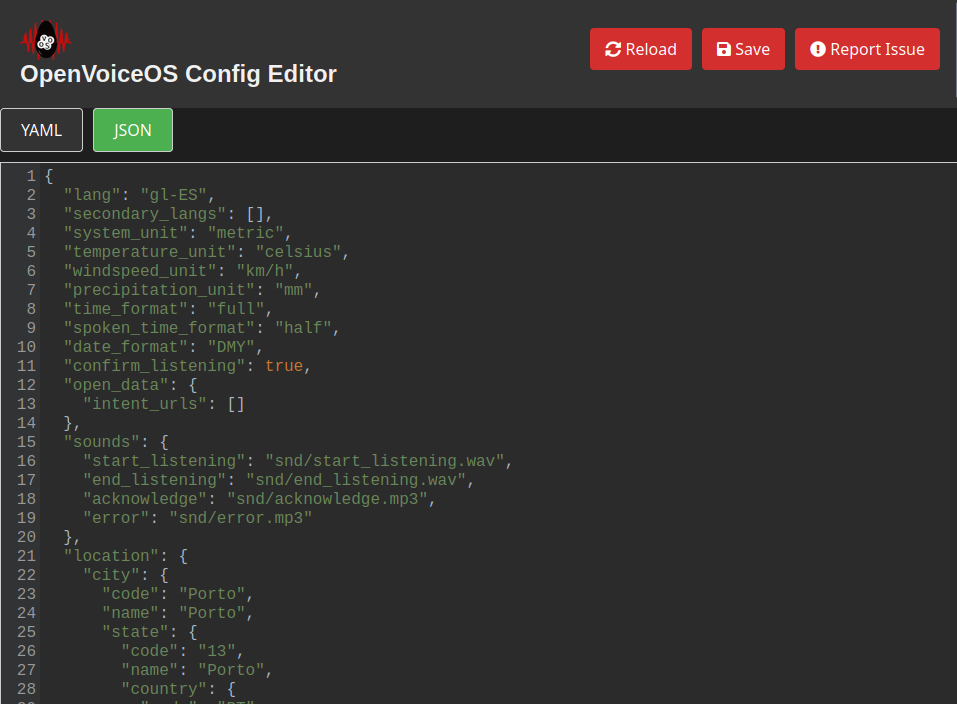 OpenVoiceOS Config Editor
Reload Save Report Issue
YAML JSON
1 {
2   "lang": "gl-ES",
3   "secondary_langs": [],
4   "system_unit": "metric",
5   "temperature_unit": "celsius",
6   "windspeed_unit": "km/h",
7   "precipitation_unit": "mm",
8   "time_format": "full",
9   "spoken_time_format": "half",
10   "date_format": "DMY",
11   "confirm_listening": true,
12   "open_data": {
13     "intent_urls": []
14   },
15   "sounds": {
16     "start_listening": "snd/start_listening.wav",
17     "end_listening": "snd/end_listening.wav",
18     "acknowledge": "snd/acknowledge.mp3",
19     "error": "snd/error.mp3"
20   },
21   "location": {
22     "city": {
23       "code": "Porto",
24       "name": "Porto",
25       "state": {
26         "code": "13",
27         "name": "Porto",
28         "country": {